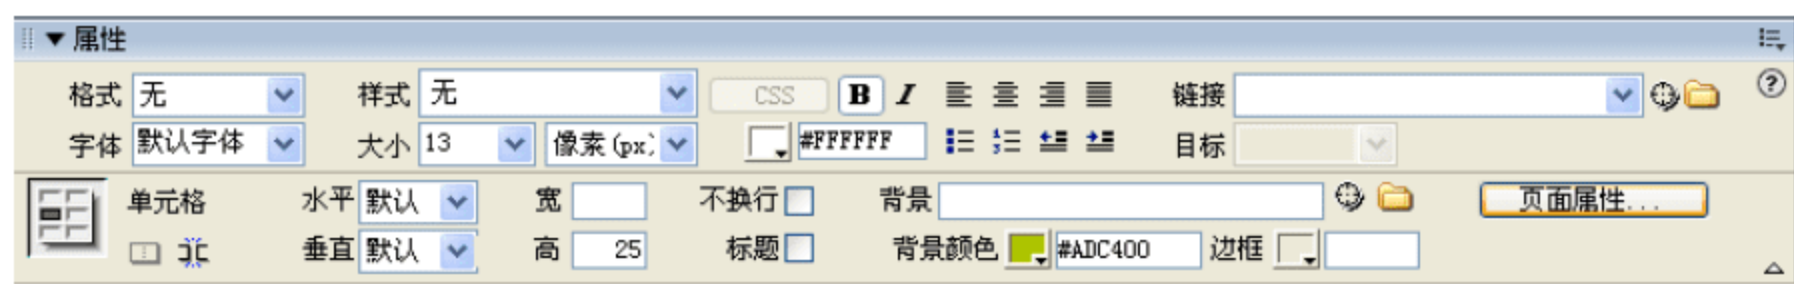 属性
格式 无 样式 无 CSS B I 链接
字体 默认字体 大小 13 像素(px) #FFFFFF 目标
单元格 水平 默认 宽 不换行 背景 页面属性...
垂直 默认 高 25 标题 背景颜色 #ADC400 边框